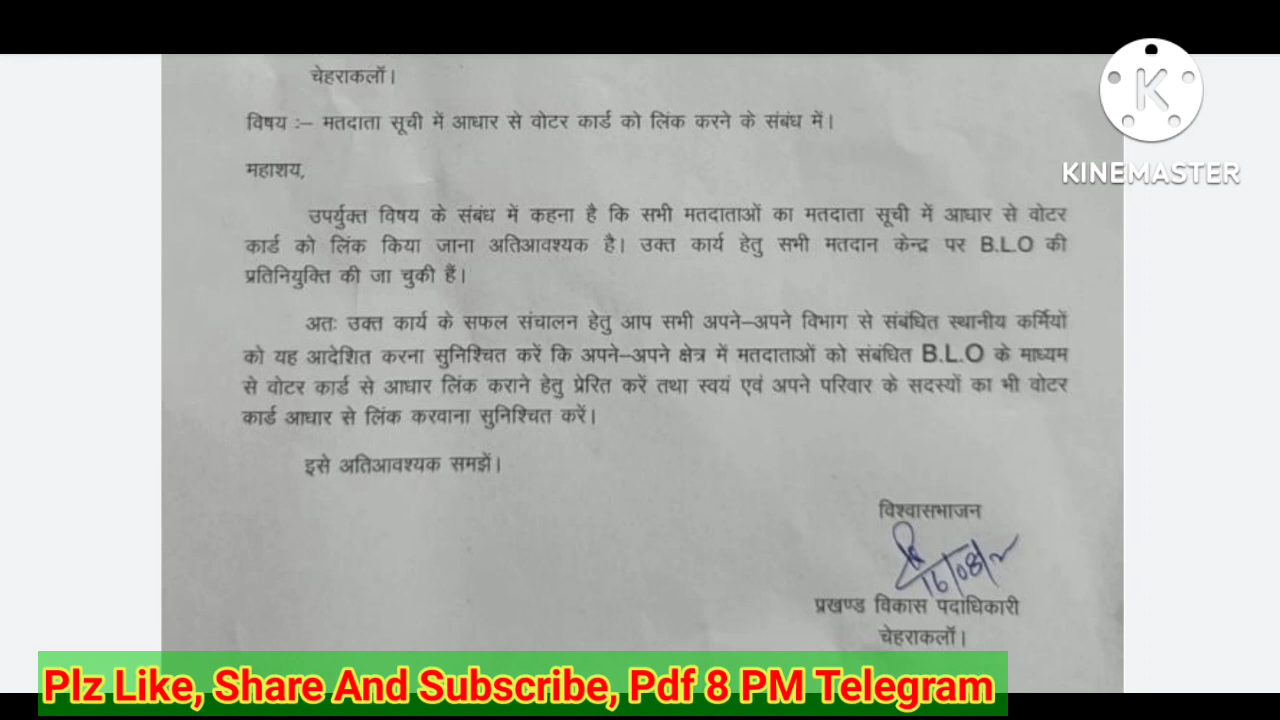 चेहराकलॉ।
KINEMASTER
विषय :– मतदाता सूची में आधार से वोटर कार्ड को लिंक करने के संबंध में।
महाशय,
उपर्युक्त विषय के संबंध में कहना है कि सभी मतदाताओं का मतदाता सूची में आधार से वोटर
कार्ड को लिंक किया जाना अतिआवश्यक है। उक्त कार्य हेतु सभी मतदान केन्द्र पर B.L.O की
प्रतिनियुक्ति की जा चुकी हैं।
अतः उक्त कार्य के सफल संचालन हेतु आप सभी अपने–अपने विभाग से संबंधित स्थानीय कर्मियों
को यह आदेशित करना सुनिश्चित करें कि अपने–अपने क्षेत्र में मतदाताओं को संबंधित B.L.O के माध्यम
से वोटर कार्ड से आधार लिंक कराने हेतु प्रेरित करें तथा स्वयं एवं अपने परिवार के सदस्यों का भी वोटर
कार्ड आधार से लिंक करवाना सुनिश्चित करें।
इसे अतिआवश्यक समझें।
विश्वासभाजन
16/08/
प्रखण्ड विकास पदाधिकारी
चेहराकलॉ।
Plz Like, Share And Subscribe, Pdf 8 PM Telegram